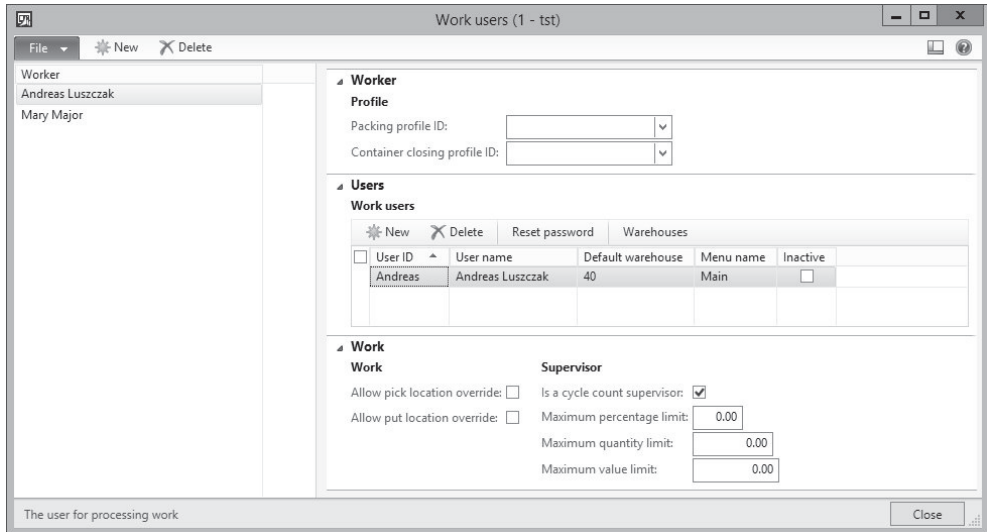 Work users (1 - tst)
File New Delete
Worker
Andreas Luszczak
Mary Major
Worker
Profile
Packing profile ID:
Container closing profile ID:
Users
Work users
New Delete Reset password Warehouses
User ID User name Default warehouse Menu name Inactive
Andreas Andreas Luszczak 40 Main
Work
Work Supervisor
Allow pick location override: Is a cycle count supervisor:
Allow put location override: Maximum percentage limit: 0.00
Maximum quantity limit: 0.00
Maximum value limit: 0.00
The user for processing work Close